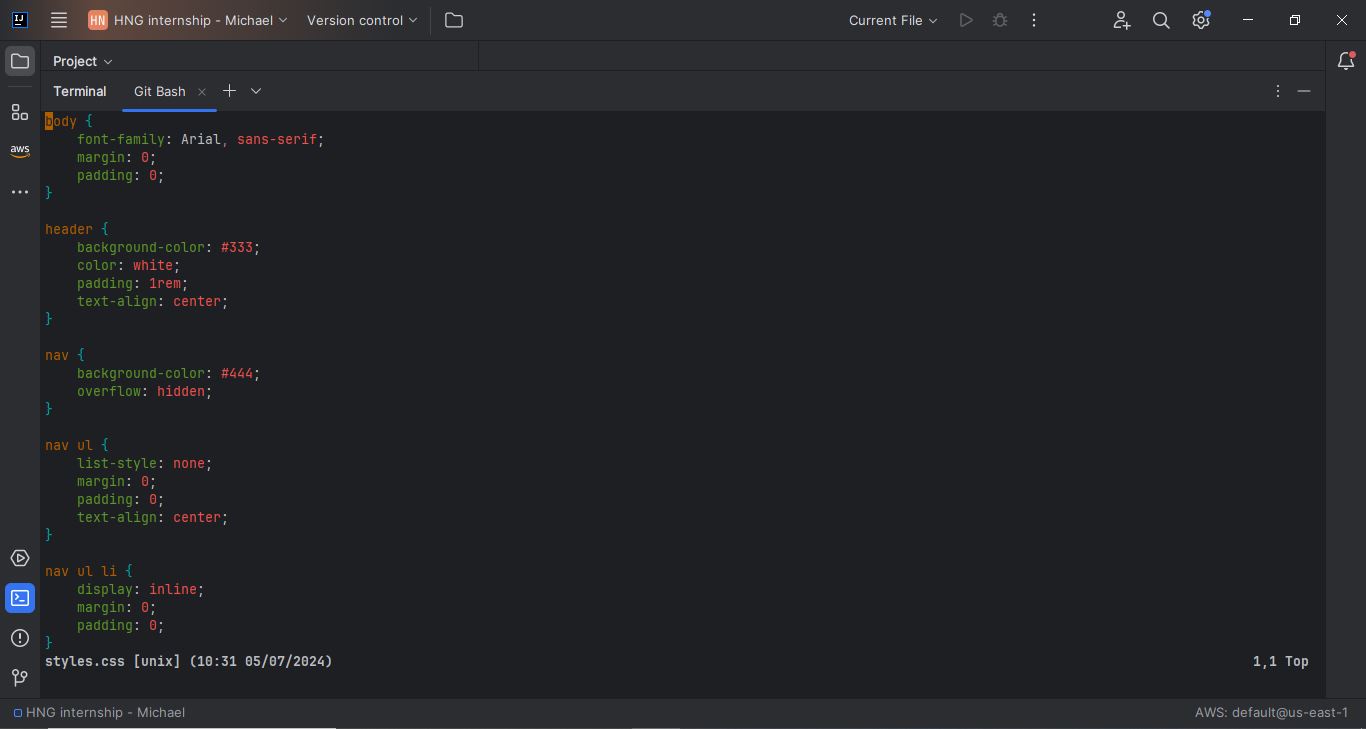 IJ HN HNG internship - Michael Version control Current File
Project
Terminal Git Bash
aws
body {
    font-family: Arial, sans-serif;
    margin: 0;
    padding: 0;
}
header {
    background-color: #333;
    color: white;
    padding: 1rem;
    text-align: center;
}
nav {
    background-color: #444;
    overflow: hidden;
}
nav ul {
    list-style: none;
    margin: 0;
    padding: 0;
    text-align: center;
}
nav ul li {
    display: inline;
    margin: 0;
    padding: 0;
}
styles.css [unix] (10:31 05/07/2024) 1,1 Top
HNG internship - Michael AWS: default@us-east-1